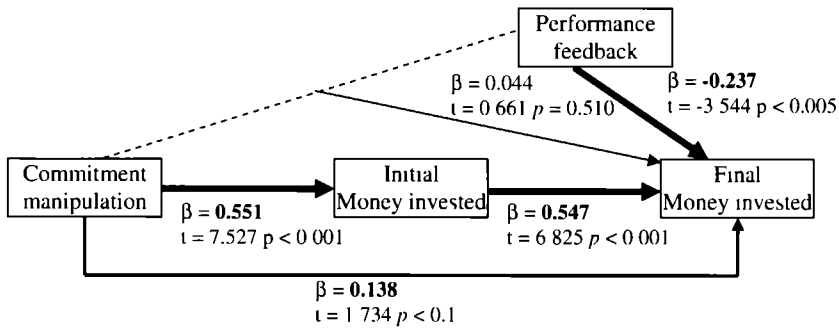 Performance
feedback
β = 0.044
t = 0 661 p = 0.510
β = -0.237
t = -3 544 p < 0.005
Commitment
manipulation
Initial
Money invested
Final
Money invested
β = 0.551
t = 7.527 p < 0 001
β = 0.547
t = 6 825 p < 0 001
β = 0.138
t = 1 734 p < 0.1